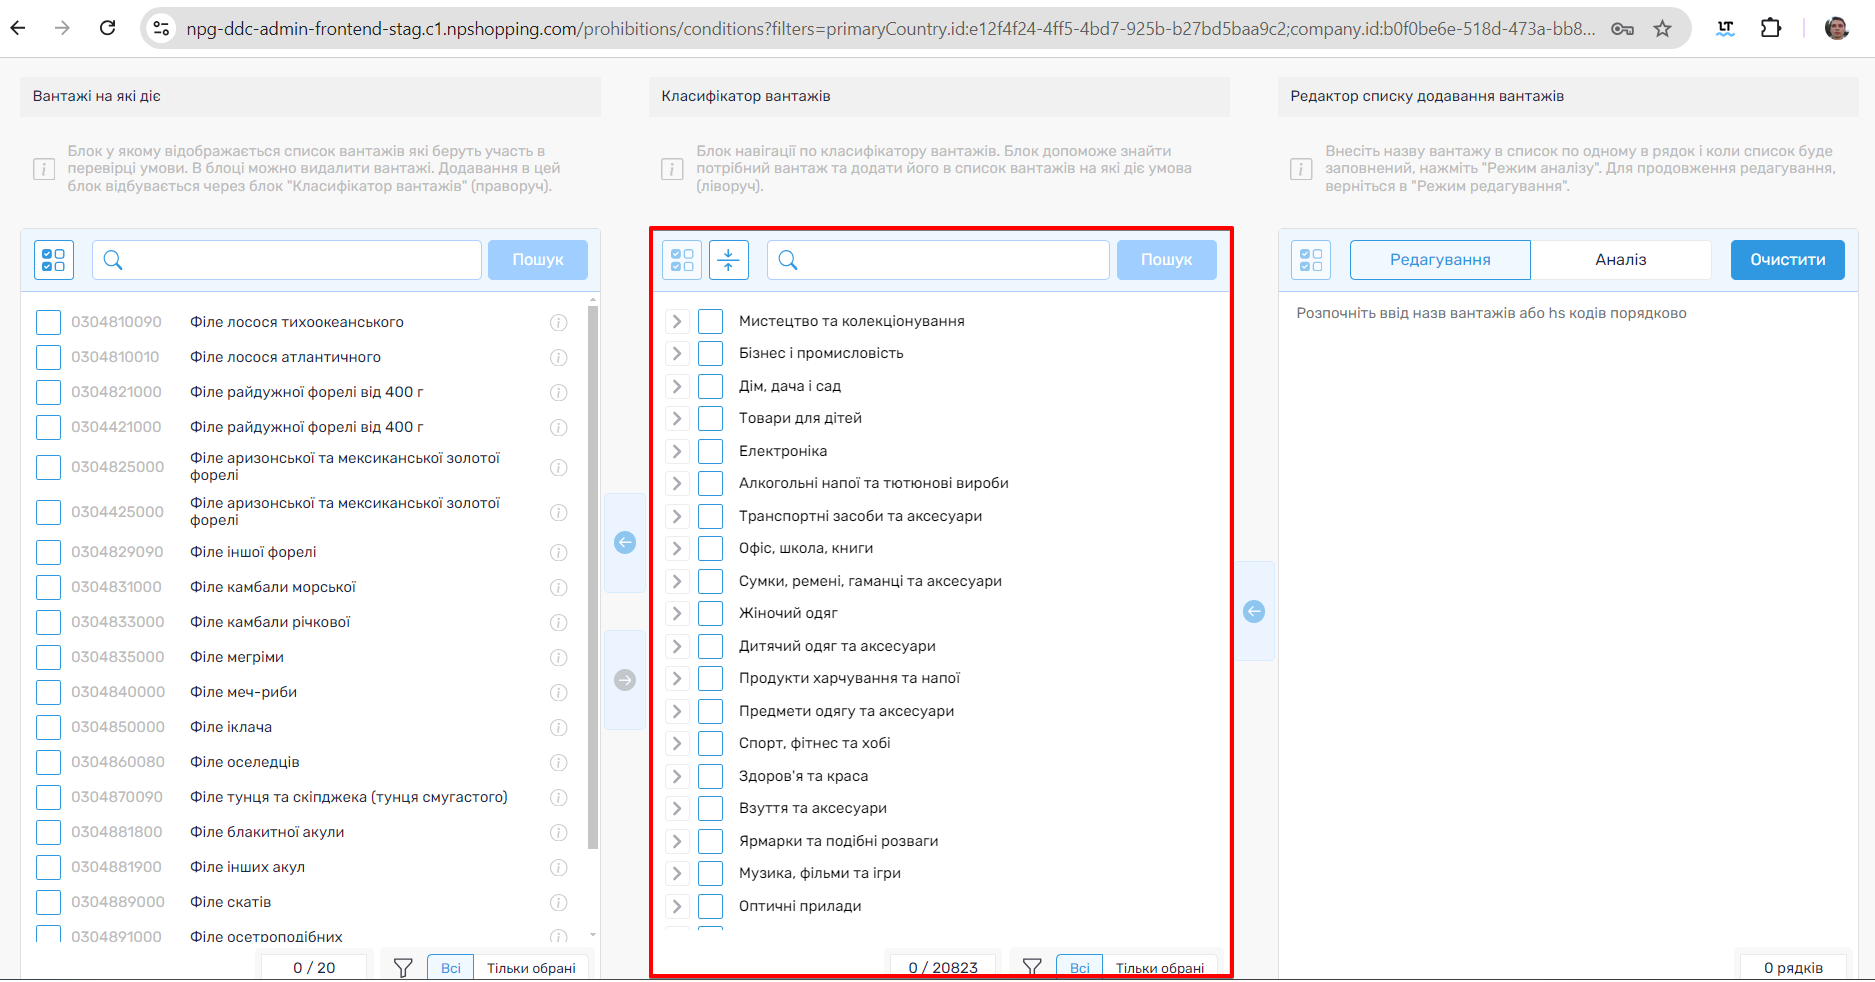 npg-ddc-admin-frontend-stag.c1.npshopping.com/prohibitions/conditions?filters=primaryCountry.id:e12f4f24-4ff5-4bd7-925b-b27bd5baa9c2;company.id:b0f0be6e-518d-473a-bb8...
Вантажі на які діє
Блок у якому відображається список вантажів які беруть участь в
перевірці умови. В блоці можно видалити вантажі. Додавання в цей
блок відбувається через блок "Класифікатор вантажів" (праворуч).
Пошук
0304810090 Філе лосося тихоокеанського
0304810010 Філе лосося атлантичного
0304821000 Філе райдужної форелі від 400 г
0304421000 Філе райдужної форелі від 400 г
0304825000 Філе аризонської та мексиканської золотої
форелі
0304425000 Філе аризонської та мексиканської золотої
форелі
0304829090 Філе іншої форелі
0304831000 Філе камбали морської
0304833000 Філе камбали річкової
0304835000 Філе мегріми
0304840000 Філе меч-риби
0304850000 Філе іклача
0304860080 Філе оселедців
0304870090 Філе тунця та скіпджека (тунця смугастого)
0304881800 Філе блакитної акули
0304881900 Філе інших акул
0304889000 Філе скатів
0304891000 Філе осетроподібних
0 / 20 Всі Тільки обрані
Класифікатор вантажів
Блок навігації по класифікатору вантажів. Блок допоможе знайти
потрібний вантаж та додати його в список вантажів на які діє умова
(ліворуч).
Пошук
Мистецтво та колекціонування
Бізнес і промисловість
Дім, дача і сад
Товари для дітей
Електроніка
Алкогольні напої та тютюнові вироби
Транспортні засоби та аксесуари
Офіс, школа, книги
Сумки, ремені, гаманці та аксесуари
Жіночий одяг
Дитячий одяг та аксесуари
Продукти харчування та напої
Предмети одягу та аксесуари
Спорт, фітнес та хобі
Здоров'я та краса
Взуття та аксесуари
Ярмарки та подібні розваги
Музика, фільми та ігри
Оптичні прилади
0 / 20823 Всі Тільки обрані
Редактор списку додавання вантажів
Внесіть назву вантажу в список по одному в рядок і коли список буде
заповнений, нажміть "Режим аналізу". Для продовження редагування,
верніться в "Режим редагування".
Редагування Аналіз Очистити
Розпочніть ввід назв вантажів або hs кодів порядково
0 рядків